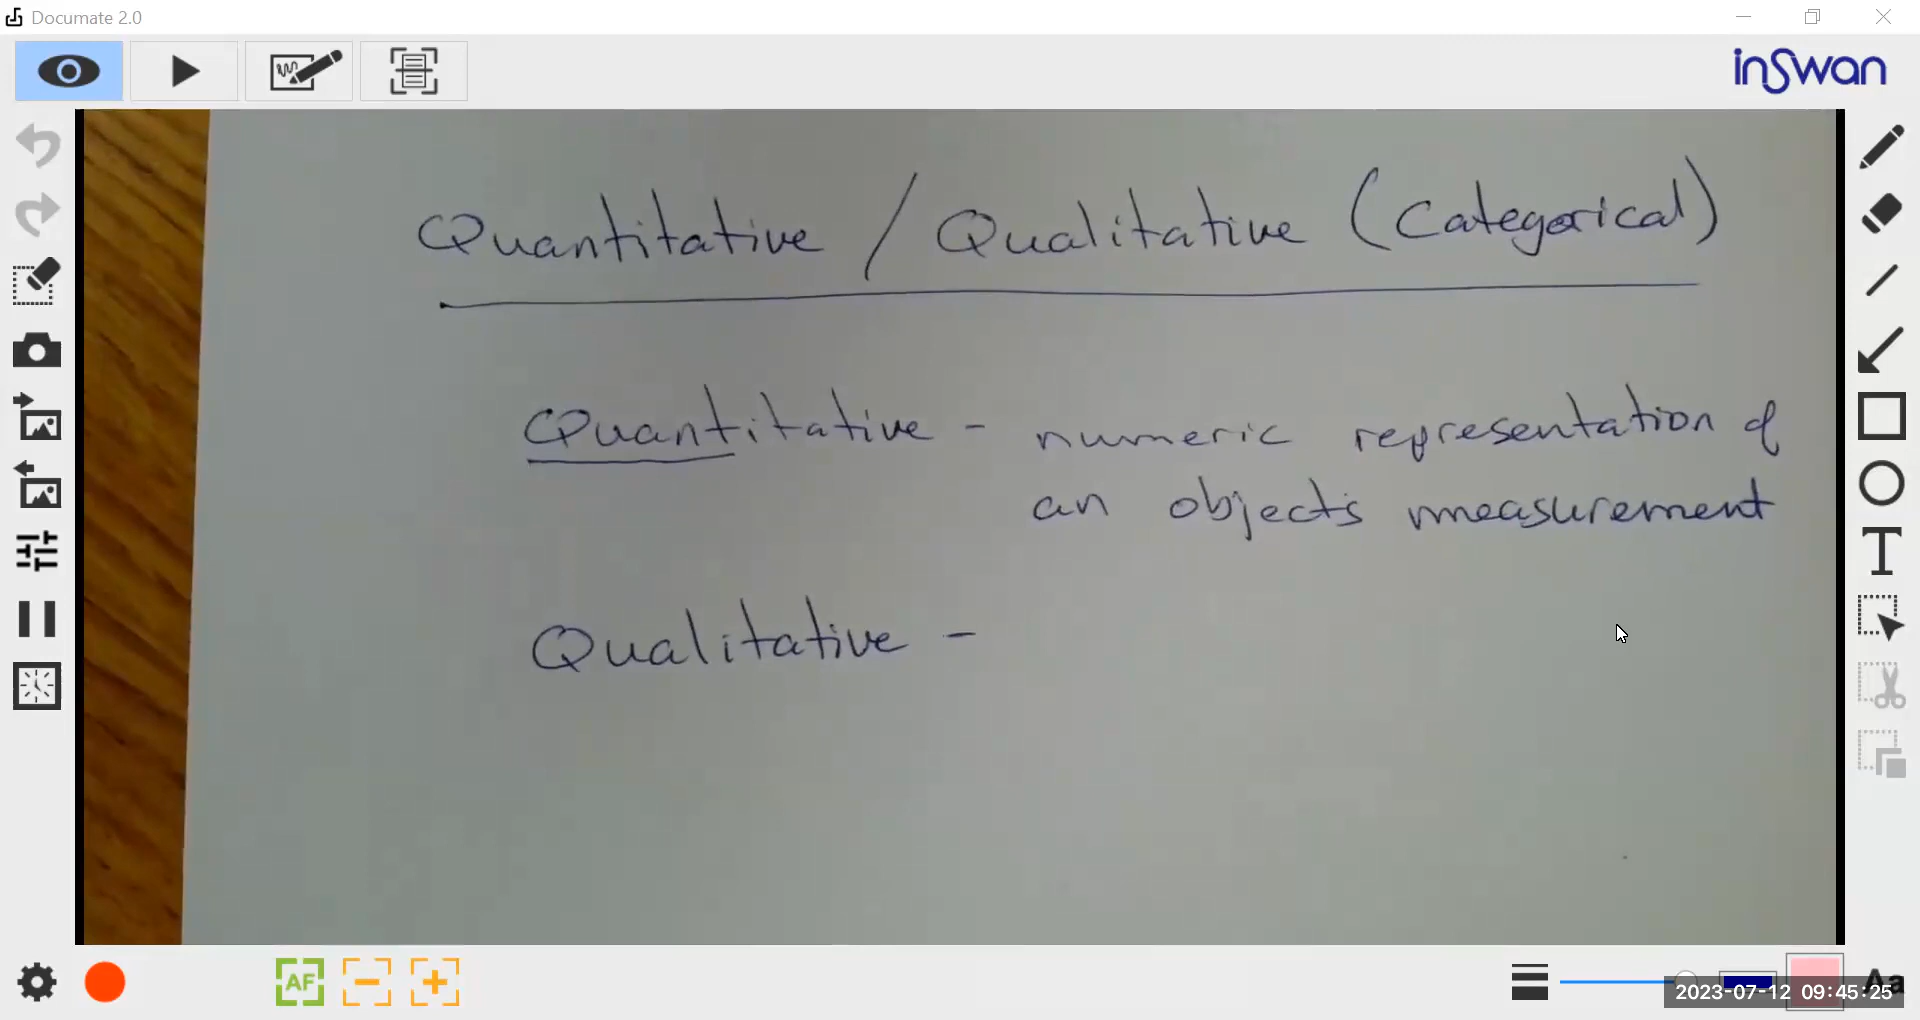 Documate 2.0
inSwan
Quantitative / Qualitative (Categorical)
Quantitative - numeric representation of
an objects measurement
Qualitative -
AF
T
Aa
2023-07-12 09:45:25